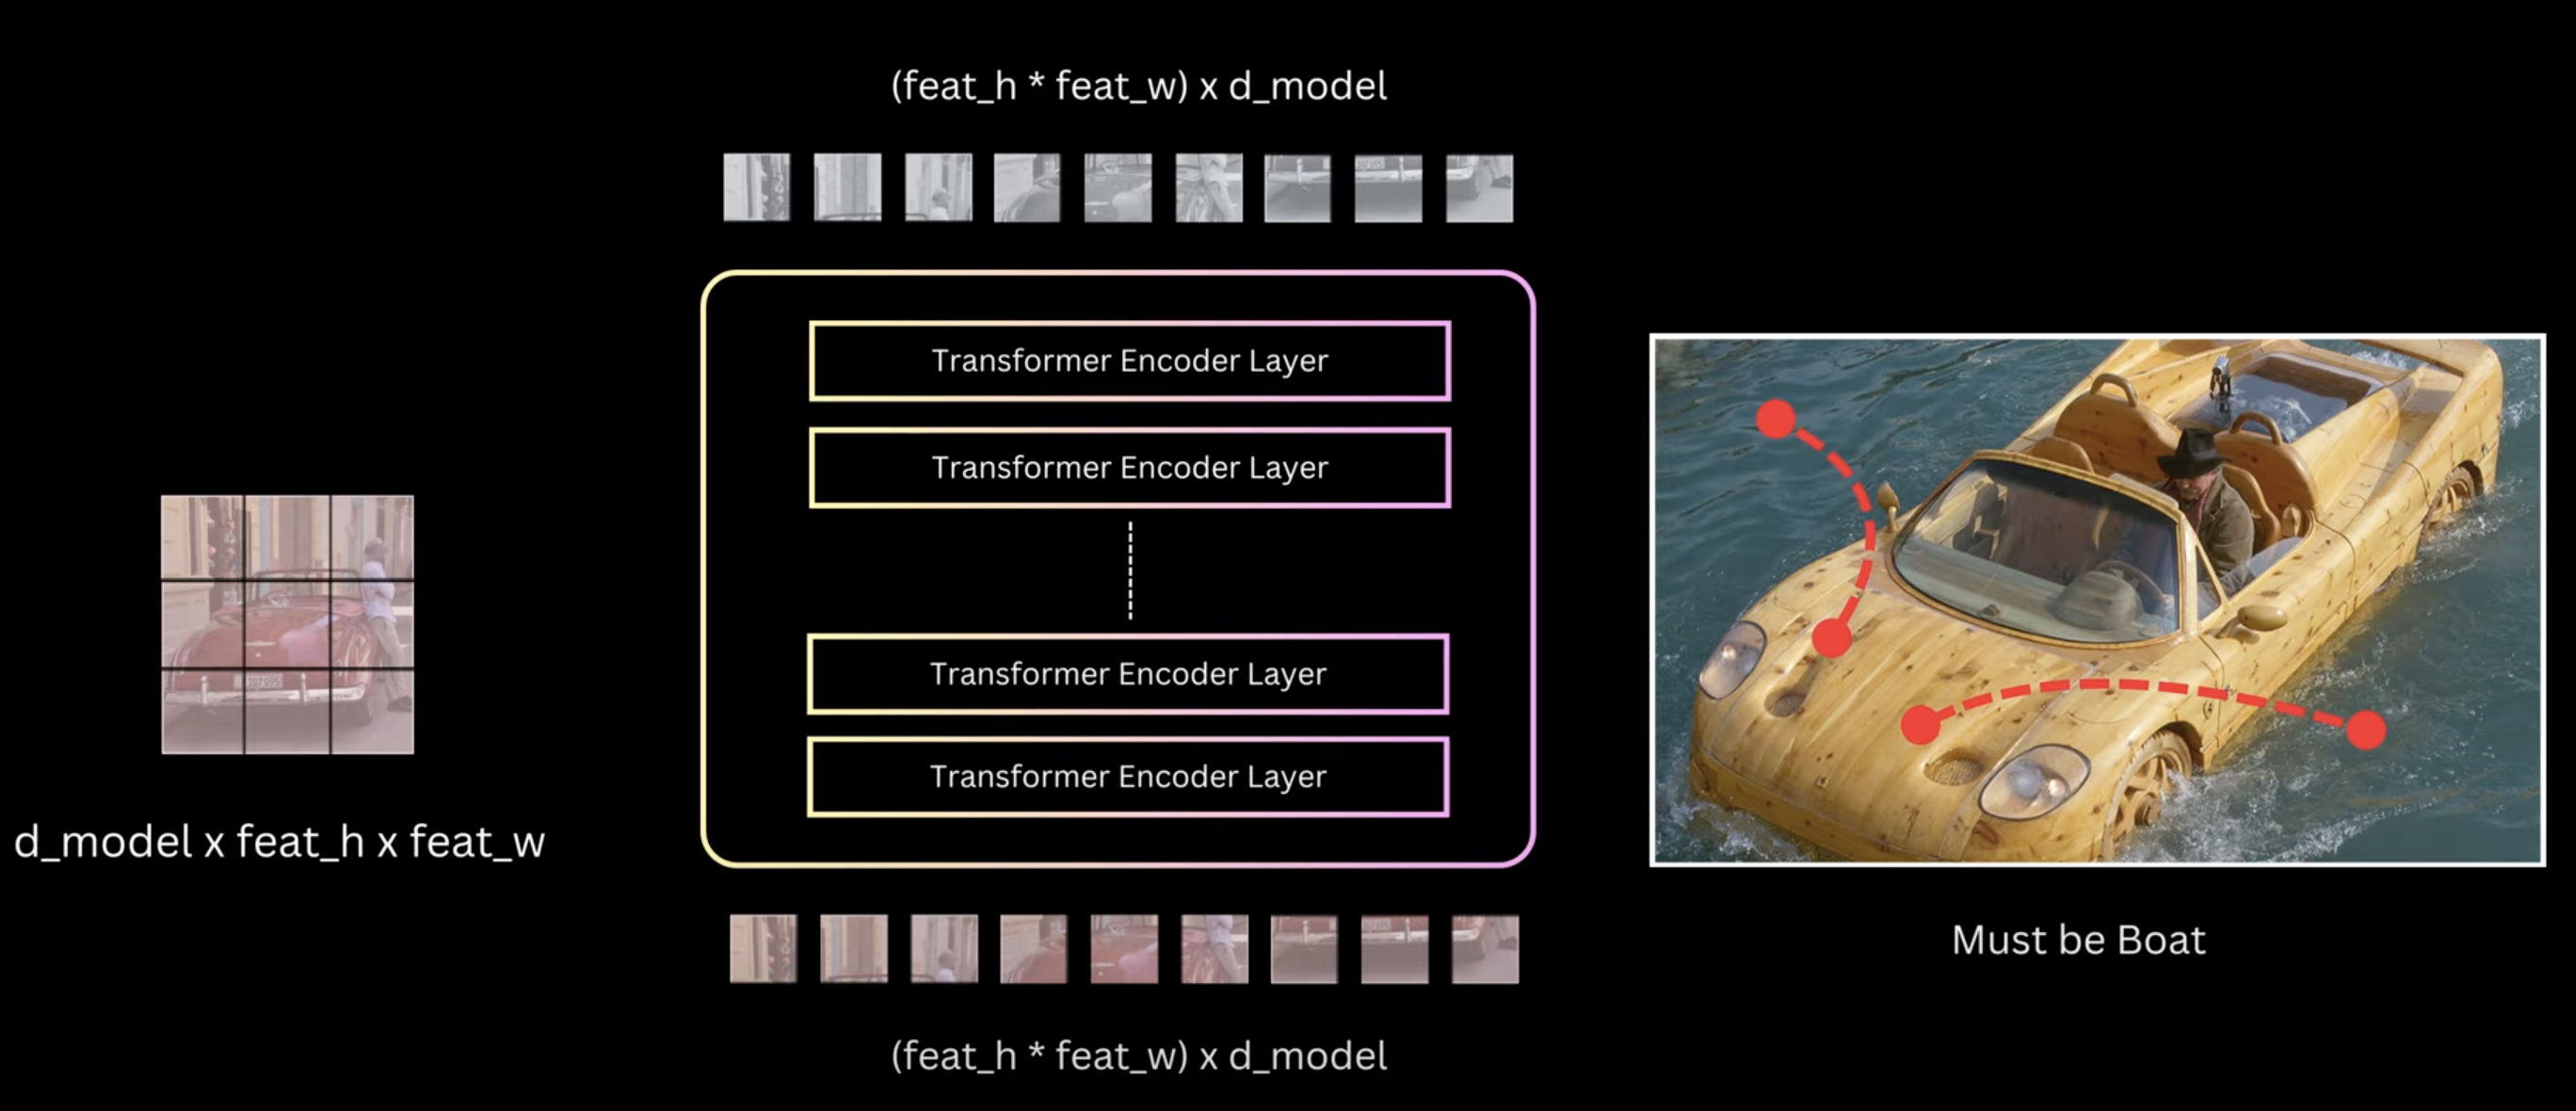 (feat_h * feat_w) x d_model
Transformer Encoder Layer
Transformer Encoder Layer
Transformer Encoder Layer
Transformer Encoder Layer
d_model x feat_h x feat_w
Must be Boat
(feat_h * feat_w) x d_model